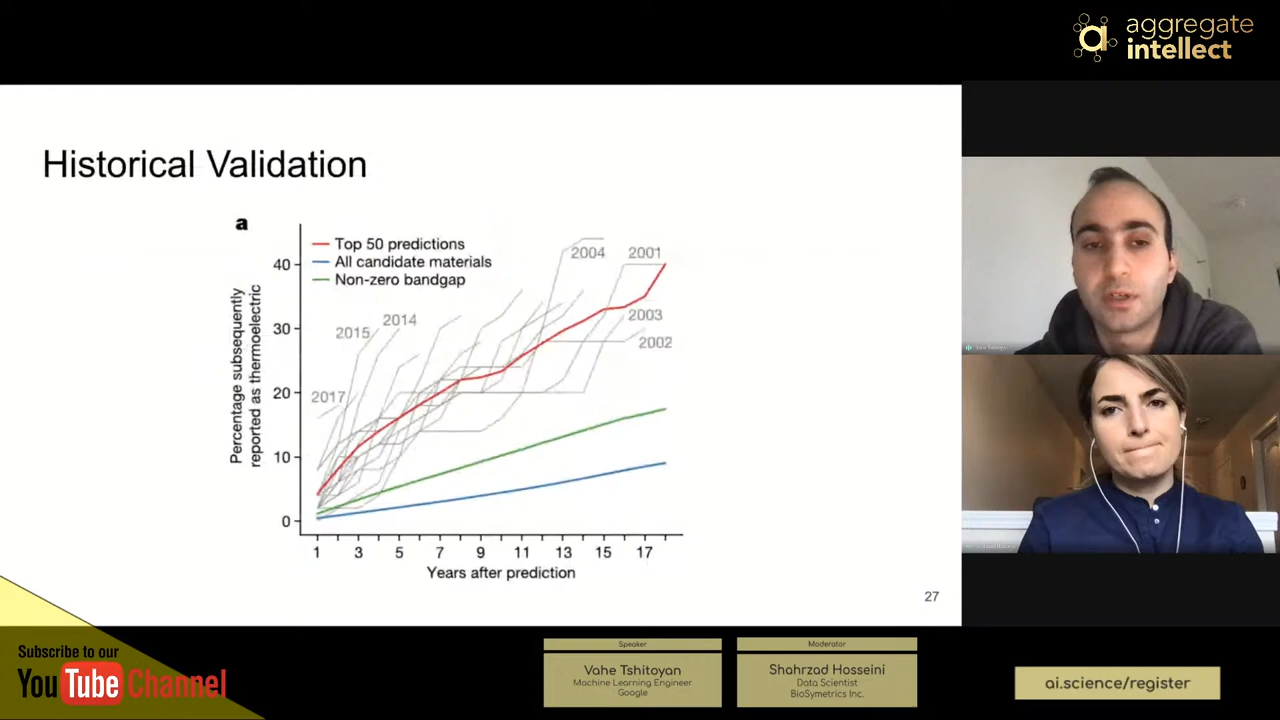 aggregate
intellect
Historical Validation
a
Top 50 predictions
All candidate materials
Non-zero bandgap
Percentage subsequently
reported as thermoelectric
40
30
20
10
0
2017
2015
2014
2004
2001
2003
2002
1 3 5 7 9 11 13 15 17
Years after prediction
27
Subscribe to our
YouTube Channel
Speaker
Vahe Tshitoyan
Machine Learning Engineer
Google
Moderator
Shahrzad Hosseini
Data Scientist
BioSymetrics Inc.
ai.science/register